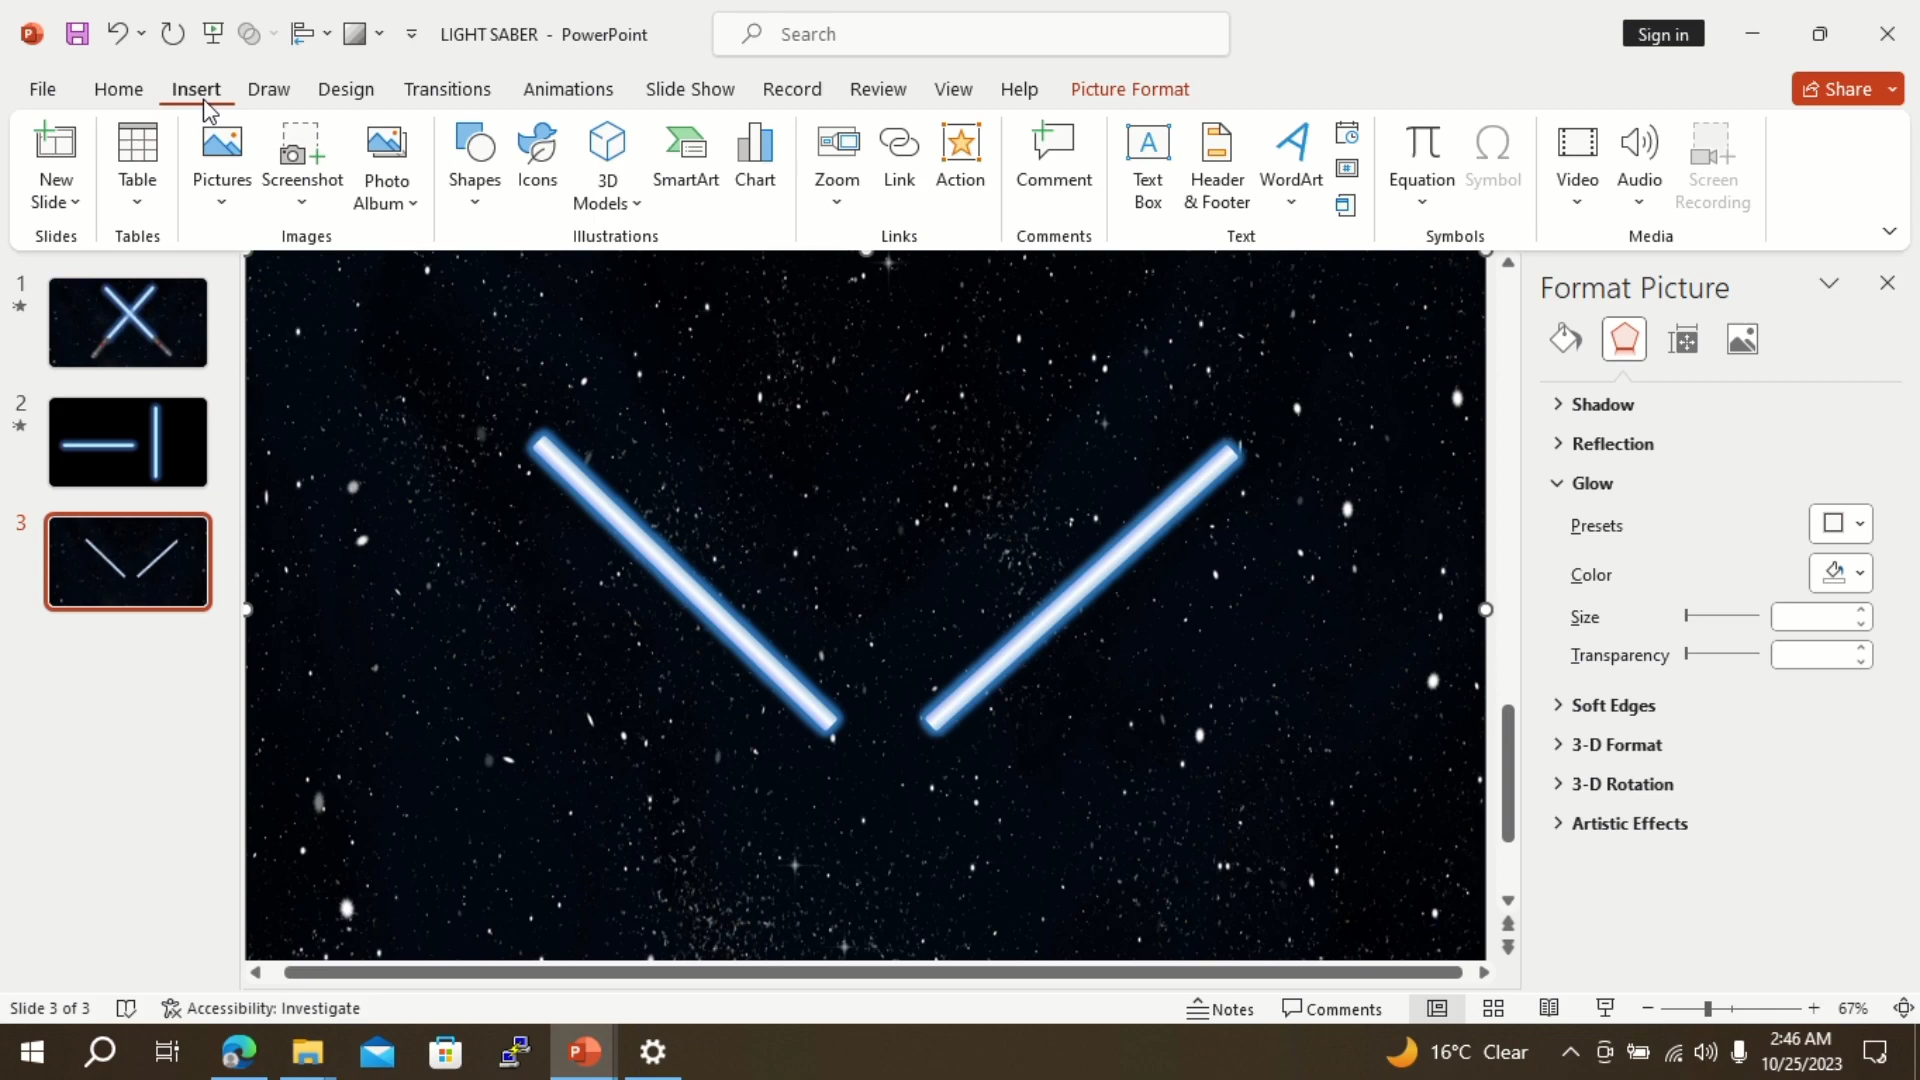 LIGHT SABER - PowerPoint
Search
Sign in
File
Home
Insert
Draw
Design
Transitions
Animations
Slide Show
Record
Review
View
Help
Picture Format
Share
New Slide
Table
Pictures
Screenshot
Photo Album
Shapes
Icons
3D Models
SmartArt
Chart
Zoom
Link
Action
Comment
Text Box
Header & Footer
WordArt
Equation
Symbol
Video
Audio
Screen Recording
Slides
Tables
Images
Illustrations
Links
Comments
Text
Symbols
Media
1
2
3
Format Picture
Shadow
Reflection
Glow
Presets
Color
Size
Transparency
Soft Edges
3-D Format
3-D Rotation
Artistic Effects
Slide 3 of 3
Accessibility: Investigate
Notes
Comments
67%
16°C Clear
2:46 AM
10/25/2023